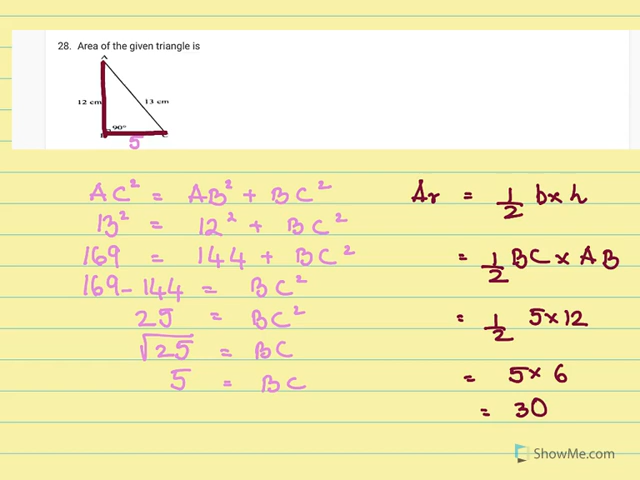 28. Area of the given triangle is
A
12 cm 13 cm
90°
B C
5
AC² = AB² + BC²
13² = 12² + BC²
169 = 144 + BC²
169 - 144 = BC²
25 = BC²
√25 = BC
5 = BC
Ar = 1/2 b x h
= 1/2 BC x AB
= 1/2 5 x 12
= 5 x 6
= 30
ShowMe.com